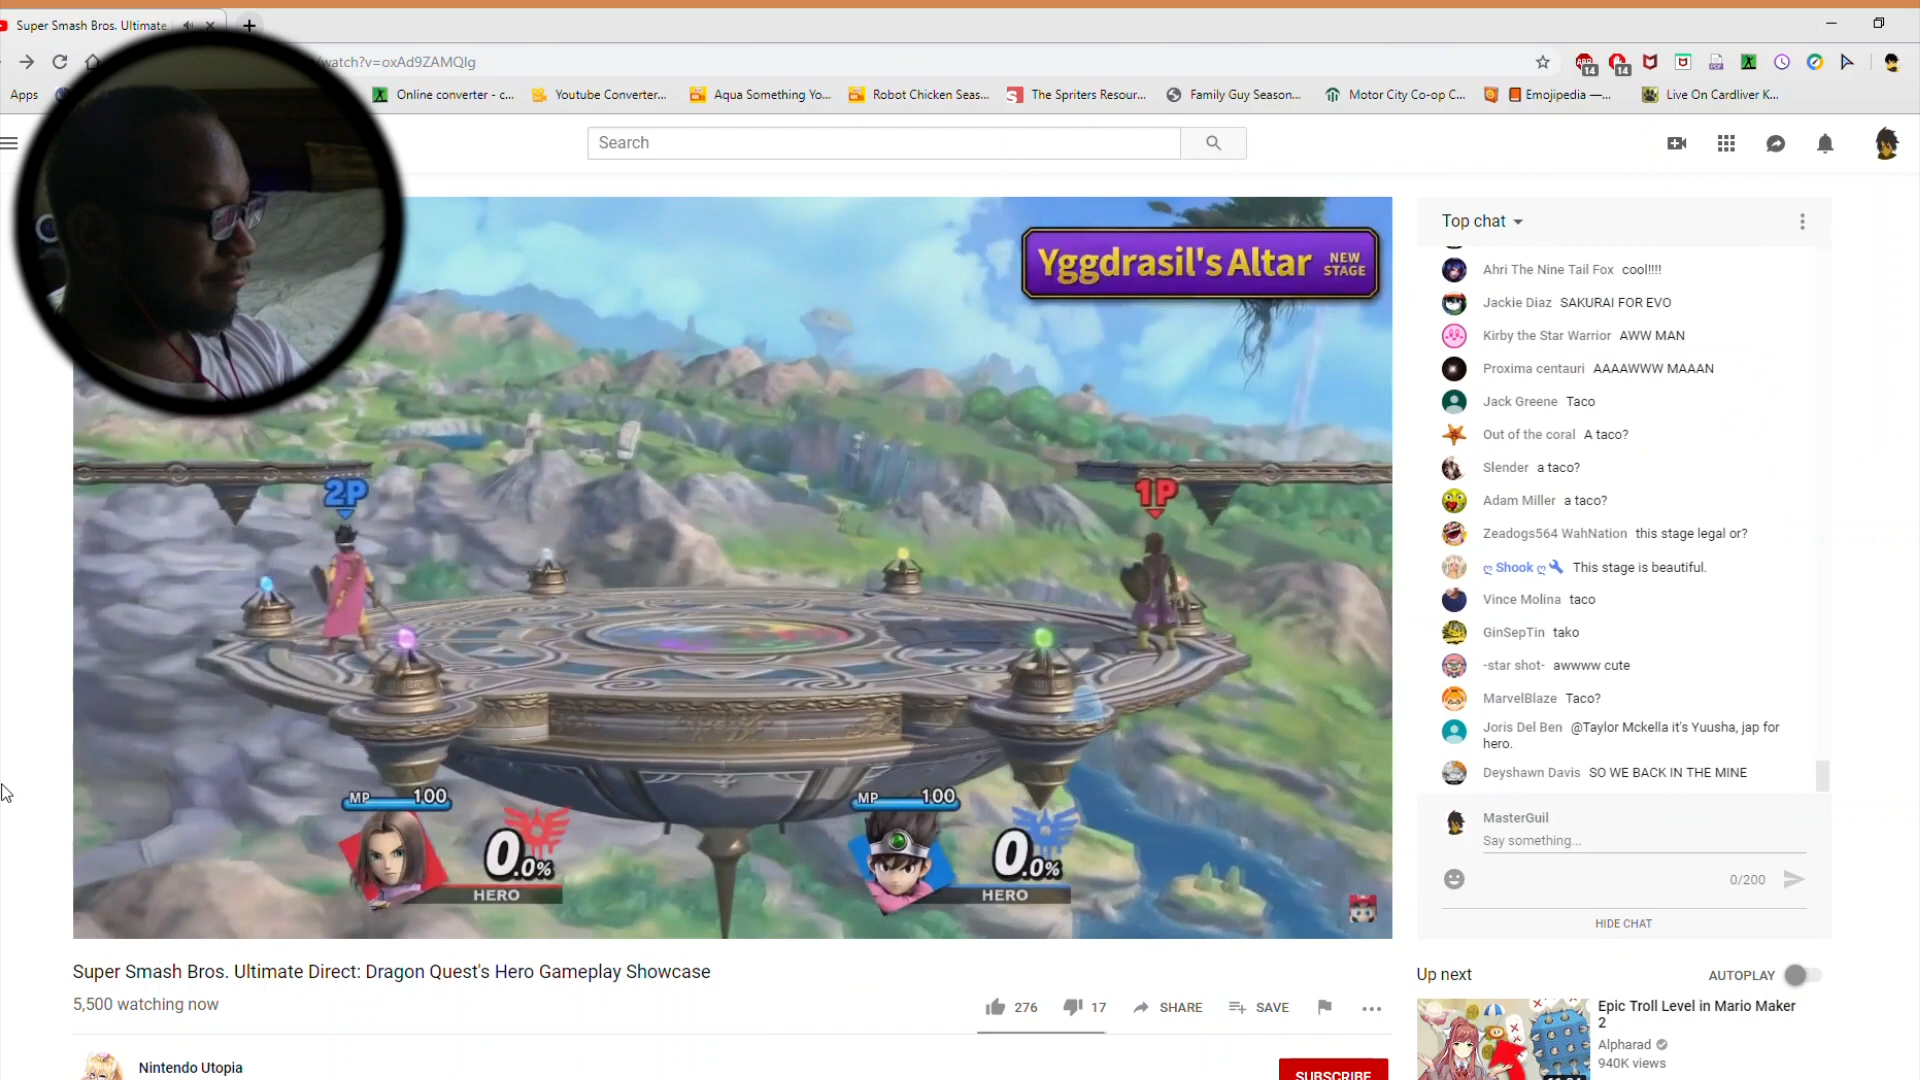 Super Smash Bros. Ultimate
/watch?v=oxAd9ZAMQIg
14
14
Apps
Online converter - c...
Youtube Converter...
Aqua Something Yo...
Robot Chicken Seas...
The Spriters Resour...
Family Guy Season...
Motor City Co-op C...
Emojipedia —...
Live On Cardliver K...
Search
Yggdrasil's Altar NEW STAGE
2P
1P
MP 100
0.0%
HERO
MP 100
0.0%
HERO
Top chat
Ahri The Nine Tail Fox cool!!!!
Jackie Diaz SAKURAI FOR EVO
Kirby the Star Warrior AWW MAN
Proxima centauri AAAAWWW MAAAN
Jack Greene Taco
Out of the coral A taco?
Slender a taco?
Adam Miller a taco?
Zeadogs564 WahNation this stage legal or?
ღ Shook ღ This stage is beautiful.
Vince Molina taco
GinSepTin tako
-star shot- awwww cute
MarvelBlaze Taco?
Joris Del Ben @Taylor Mckella it's Yuusha, jap for
hero.
Deyshawn Davis SO WE BACK IN THE MINE
MasterGuil
Say something...
0/200
HIDE CHAT
Super Smash Bros. Ultimate Direct: Dragon Quest's Hero Gameplay Showcase
5,500 watching now
276
17
SHARE
SAVE
Nintendo Utopia
SUBSCRIBE
Up next
AUTOPLAY
Epic Troll Level in Mario Maker
2
Alpharad
940K views